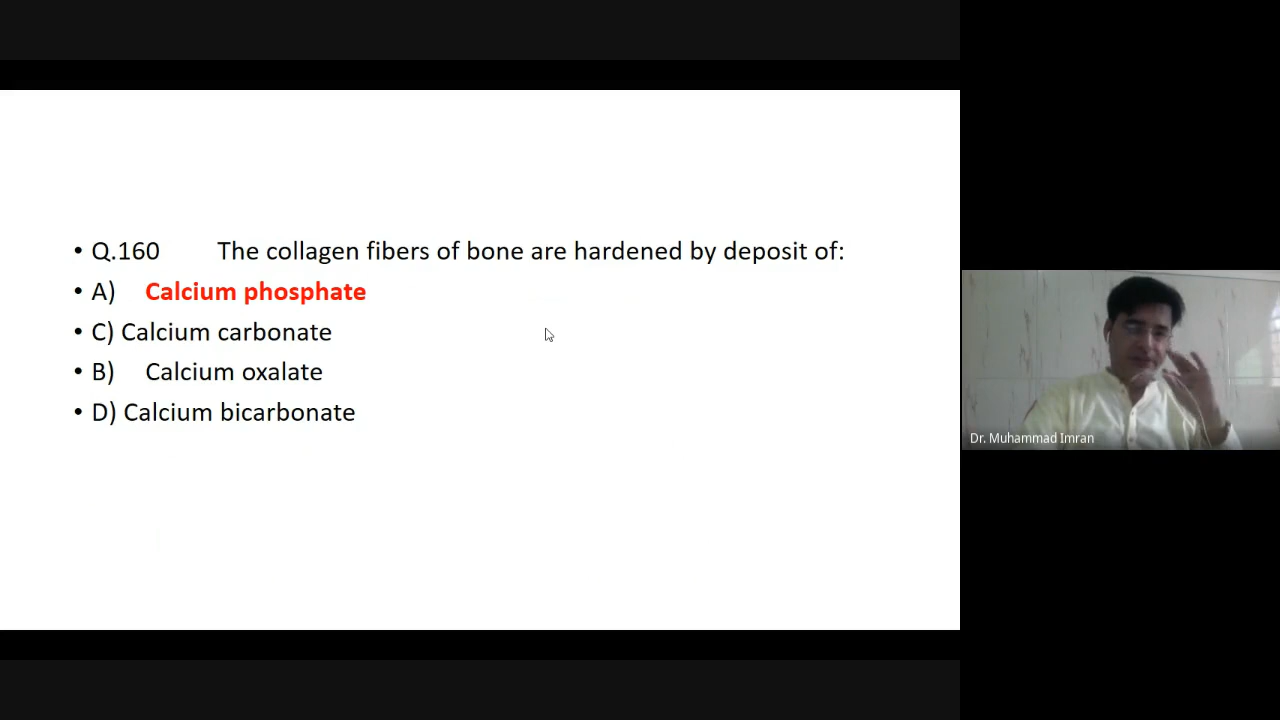 • Q.160 The collagen fibers of bone are hardened by deposit of:
• A) Calcium phosphate
• C) Calcium carbonate
• B) Calcium oxalate
• D) Calcium bicarbonate
Dr. Muhammad Imran